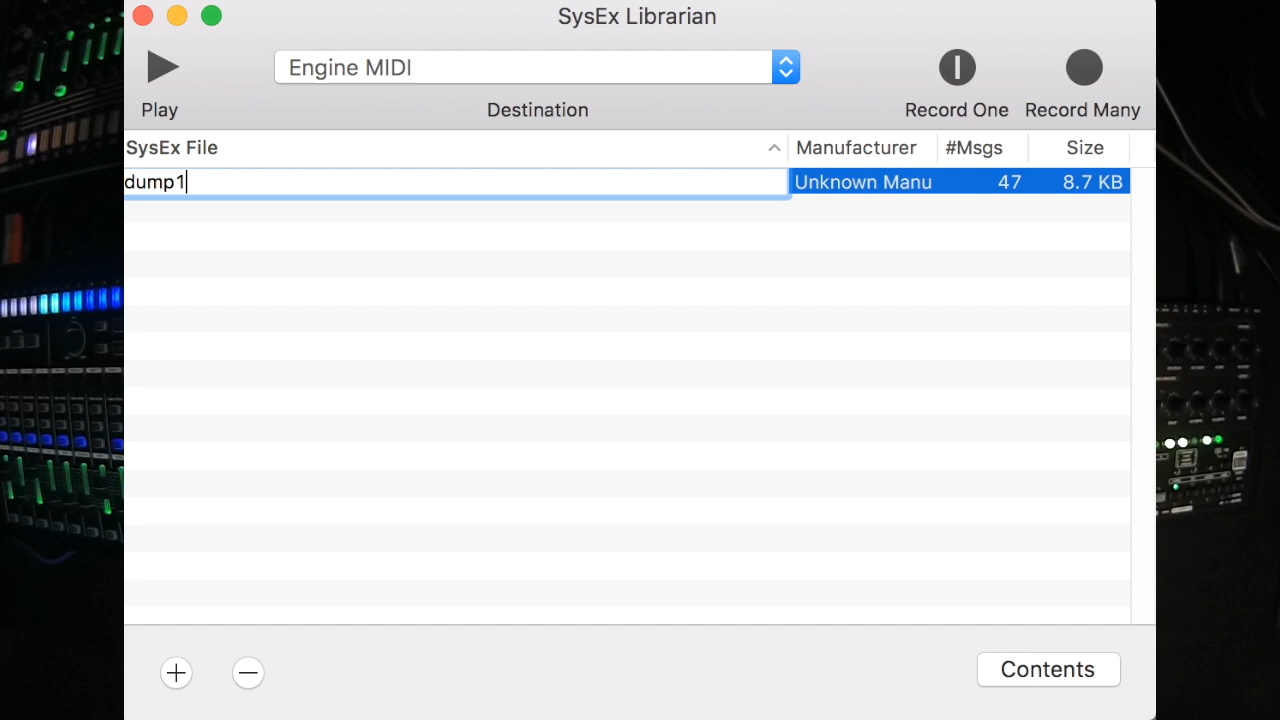 SysEx Librarian
Engine MIDI
Play
Destination
Record One
Record Many
SysEx File
Manufacturer
#Msgs
Size
dump1
Unknown Manu
47
8.7 KB
Contents